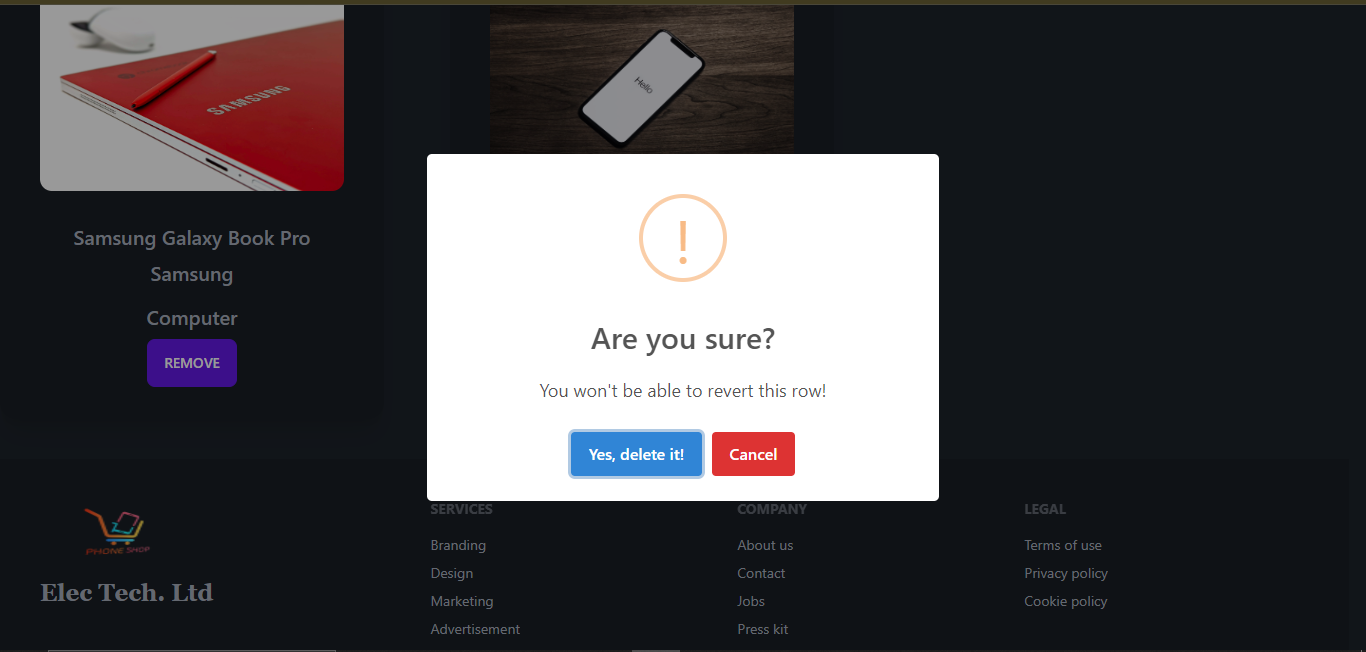 SAMSUNG
Hello
Samsung Galaxy Book Pro
Samsung
Computer
REMOVE
!
Are you sure?
You won't be able to revert this row!
Yes, delete it!
Cancel
PHONE SHOP
Elec Tech. Ltd
SERVICES
Branding
Design
Marketing
Advertisement
COMPANY
About us
Contact
Jobs
Press kit
LEGAL
Terms of use
Privacy policy
Cookie policy